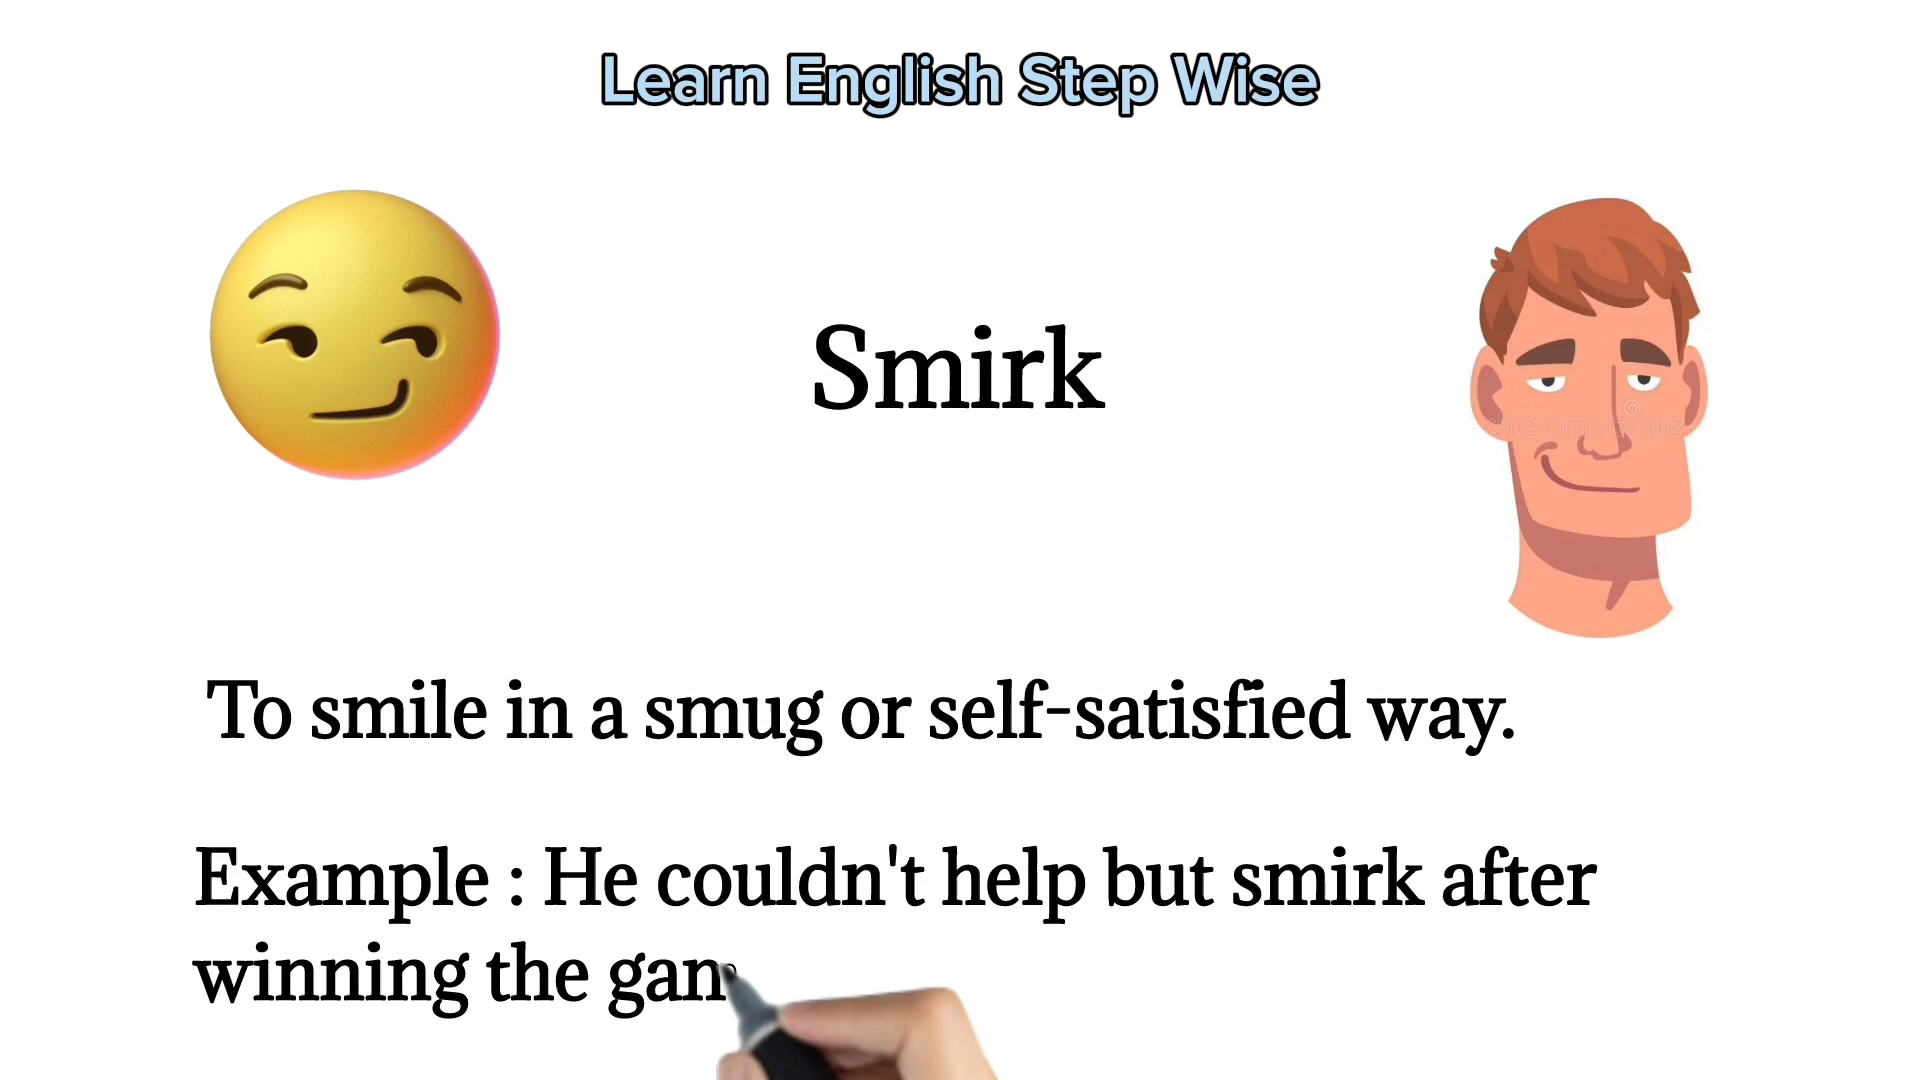 Learn English Step Wise
Smirk
dreamstime
To smile in a smug or self-satisfied way.
Example : He couldn't help but smirk after
winning the